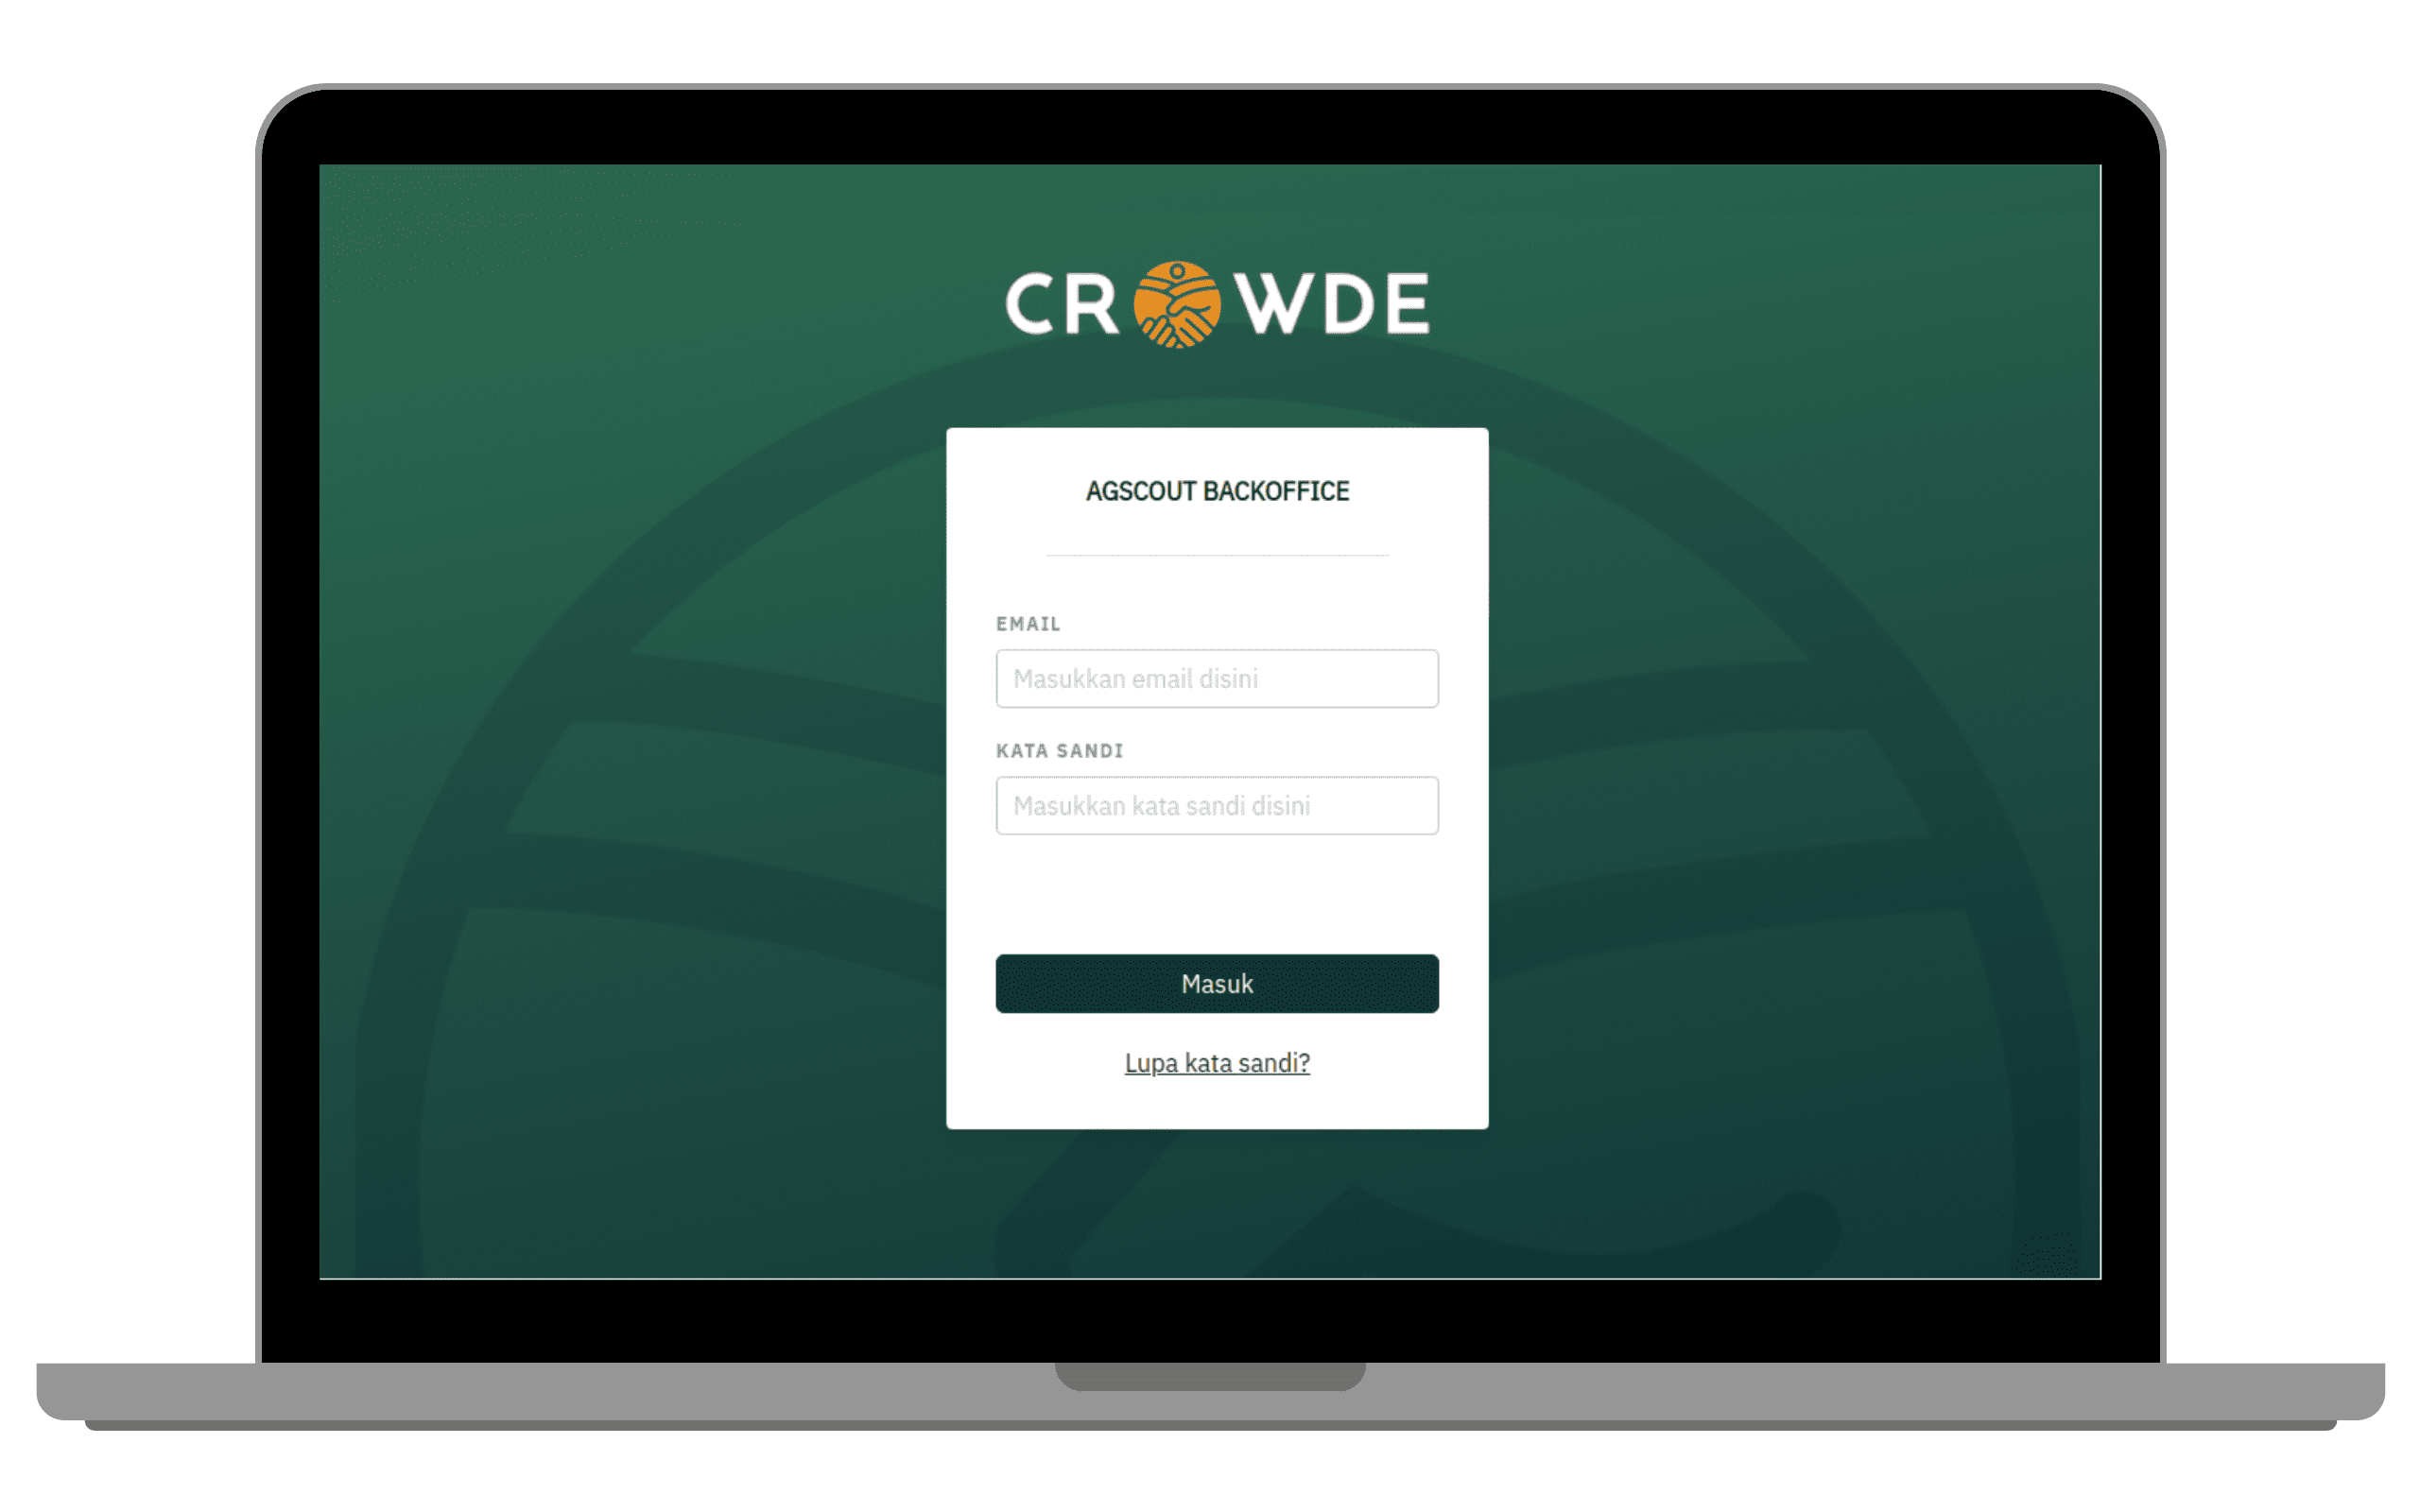 CROWDE
AGSCOUT BACKOFFICE
EMAIL
Masukkan email disini
KATA SANDI
Masukkan kata sandi disini
Masuk
Lupa kata sandi?